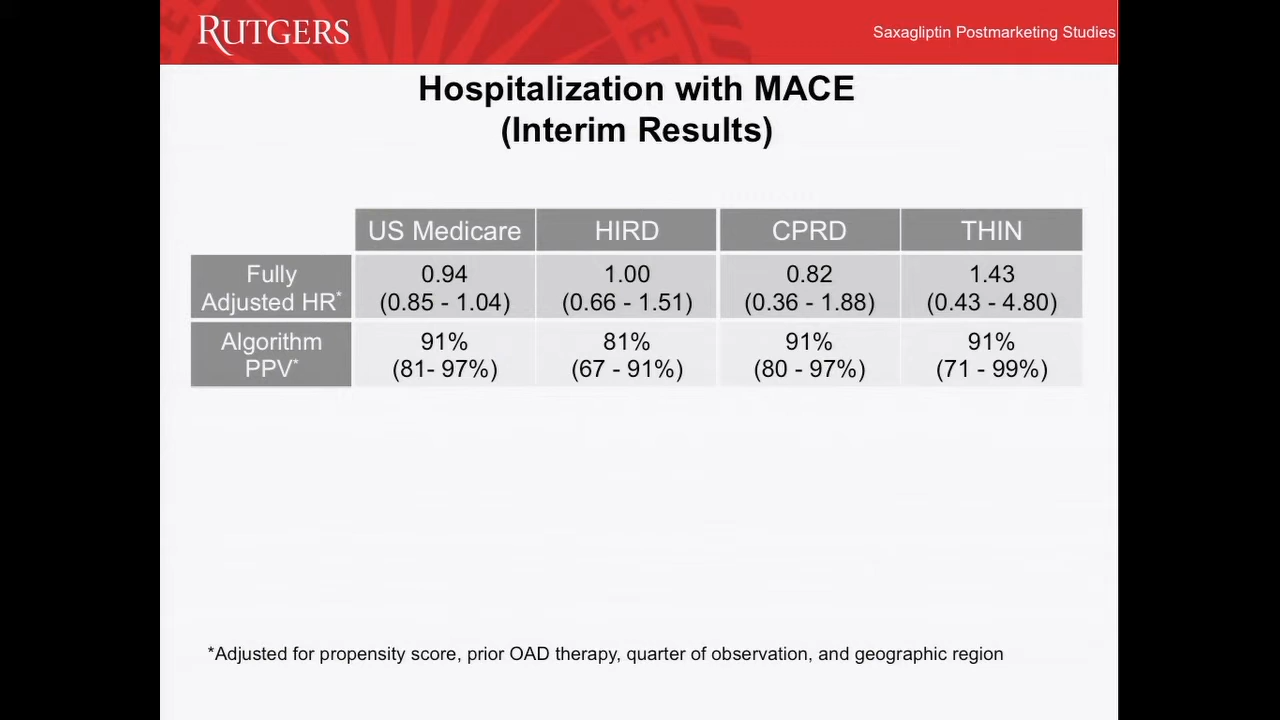 RUTGERS
Saxagliptin Postmarketing Studies
Hospitalization with MACE
(Interim Results)
US Medicare HIRD CPRD THIN
Fully Adjusted HR* 0.94 (0.85 - 1.04) 1.00 (0.66 - 1.51) 0.82 (0.36 - 1.88) 1.43 (0.43 - 4.80)
Algorithm PPV* 91% (81- 97%) 81% (67 - 91%) 91% (80 - 97%) 91% (71 - 99%)
*Adjusted for propensity score, prior OAD therapy, quarter of observation, and geographic region